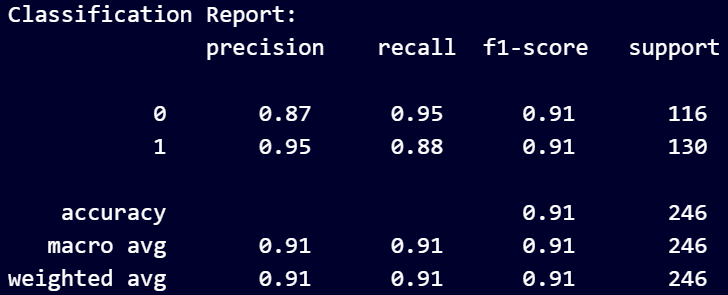 Classification Report:
precision recall f1-score support
0 0.87 0.95 0.91 116
1 0.95 0.88 0.91 130
accuracy 0.91 246
macro avg 0.91 0.91 0.91 246
weighted avg 0.91 0.91 0.91 246